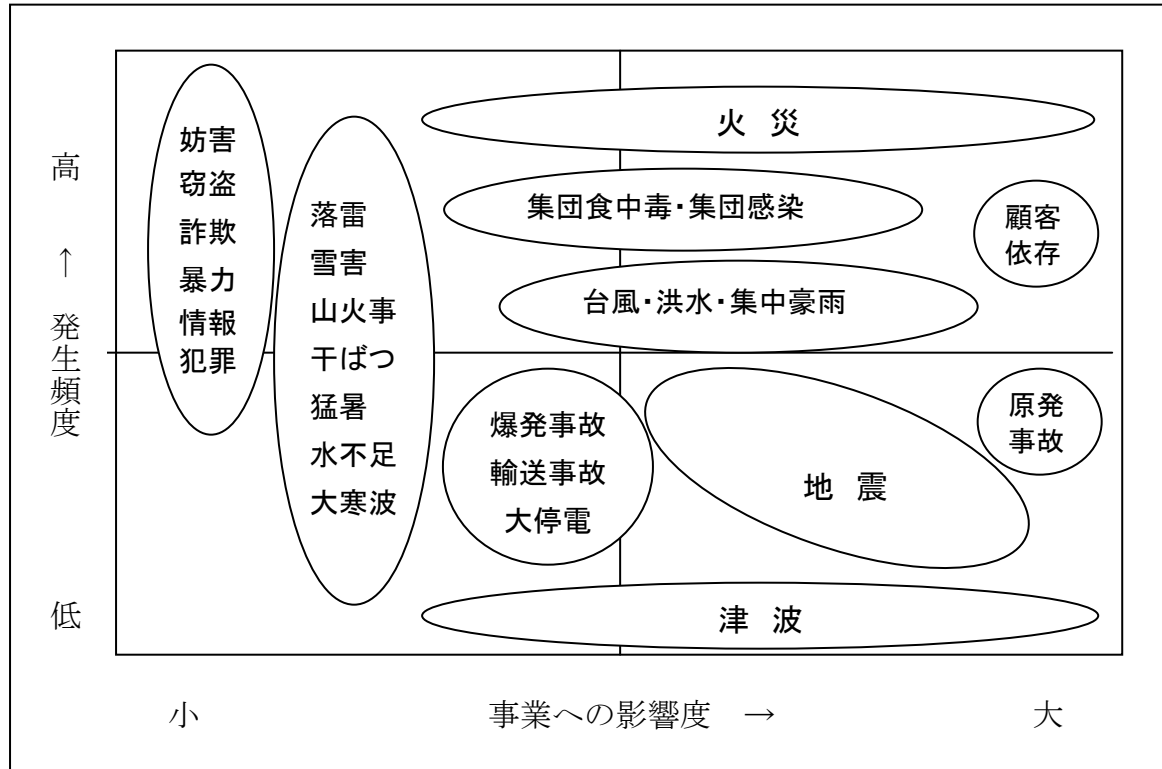 高
↑
発生頻度
低
妨害
窃盗
詐欺
暴力
情報
犯罪
落雷
雪害
山火事
干ばつ
猛暑
水不足
大寒波
火 災
集団食中毒・集団感染
台風・洪水・集中豪雨
顧客
依存
爆発事故
輸送事故
大停電
地 震
原発
事故
津 波
小 事業への影響度 → 大